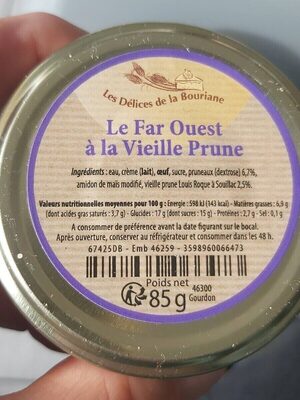 Les Délices de la Bouriane
Le Far Ouest
à la Vieille Prune
Ingrédients : eau, crème (lait), œuf, sucre, pruneaux (dextrose) 6,7%,
amidon de maïs modifié, vieille prune Louis Roque à Souillac 2,5%.
Valeurs nutritionnelles moyennes pour 100 g : Energie : 598 kJ (143 kcal) - Matières grasses : 6,9 g
(dont acides gras saturés : 3,7 g) - Glucides : 17 g (dont sucres : 15 g) - Protéines : 2,7 g - Sel : 0,1 g
A consommer de préférence avant la date figurant sur le bocal.
Après ouverture, conserver au réfrigérateur et consommer dans les 48 h.
67425DB - Emb 46259 - 3598960066473
Poids net
85g
46300
Gourdon